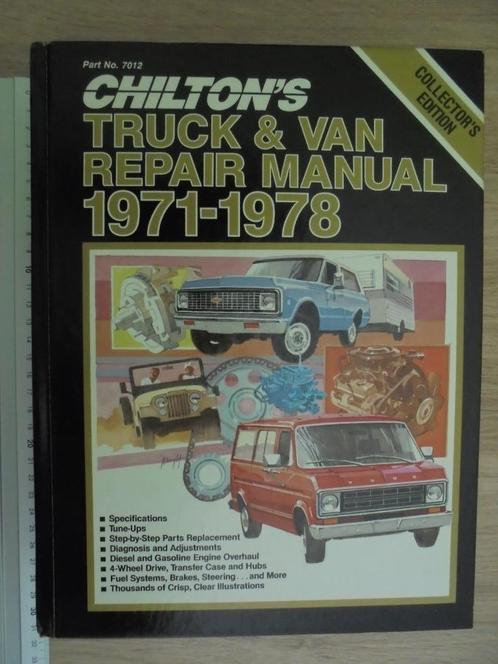 Part No. 7012
CHILTON'S
COLLECTOR'S
EDITION
TRUCK & VAN
REPAIR MANUAL
1971-1978
FORD
■ Specifications
■ Tune-Ups
■ Step-by-Step Parts Replacement
■ Diagnosis and Adjustments
■ Diesel and Gasoline Engine Overhaul
■ 4-Wheel Drive, Transfer Case and Hubs
■ Fuel Systems, Brakes, Steering...and More
■ Thousands of Crisp, Clear Illustrations